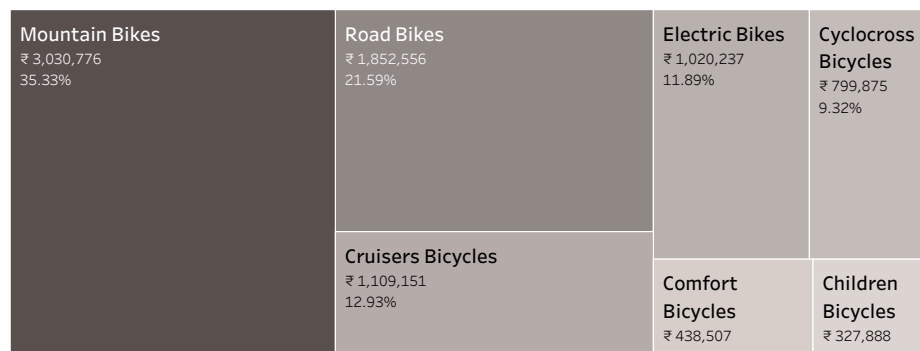 Mountain Bikes
₹ 3,030,776
35.33%
Road Bikes
₹ 1,852,556
21.59%
Cruisers Bicycles
₹ 1,109,151
12.93%
Electric Bikes
₹ 1,020,237
11.89%
Cyclocross
Bicycles
₹ 799,875
9.32%
Comfort
Bicycles
₹ 438,507
Children
Bicycles
₹ 327,888